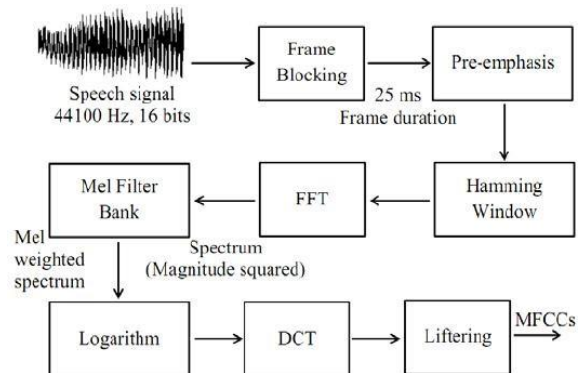 Speech signal
44100 Hz, 16 bits
Frame
Blocking
25 ms
Frame duration
Pre-emphasis
Hamming
Window
FFT
Mel Filter
Bank
Spectrum
(Magnitude squared)
Mel
weighted
spectrum
Logarithm
DCT
Liftering
MFCCs